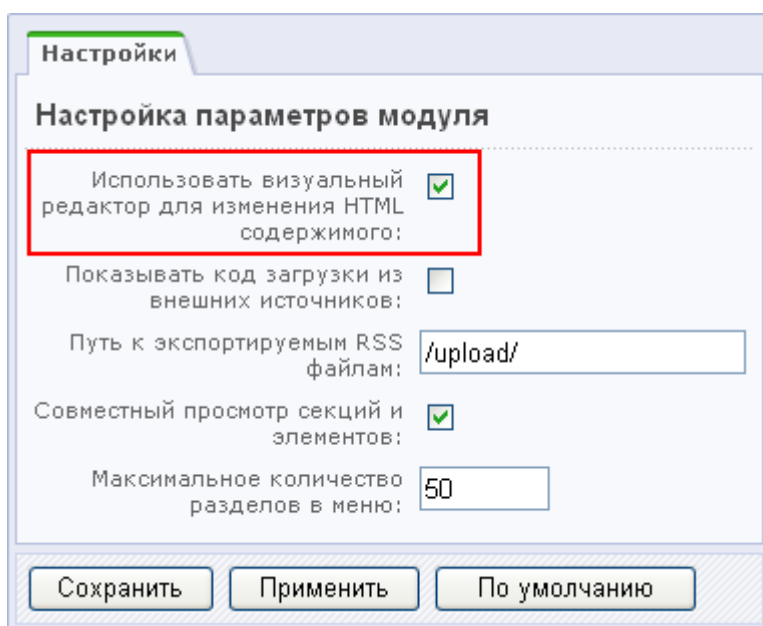 Настройки
Настройка параметров модуля
Использовать визуальный
редактор для изменения HTML
содержимого:
Показывать код загрузки из
внешних источников:
Путь к экспортируемым RSS
файлам:
/upload/
Совместный просмотр секций и
элементов:
Максимальное количество
разделов в меню:
50
Сохранить
Применить
По умолчанию